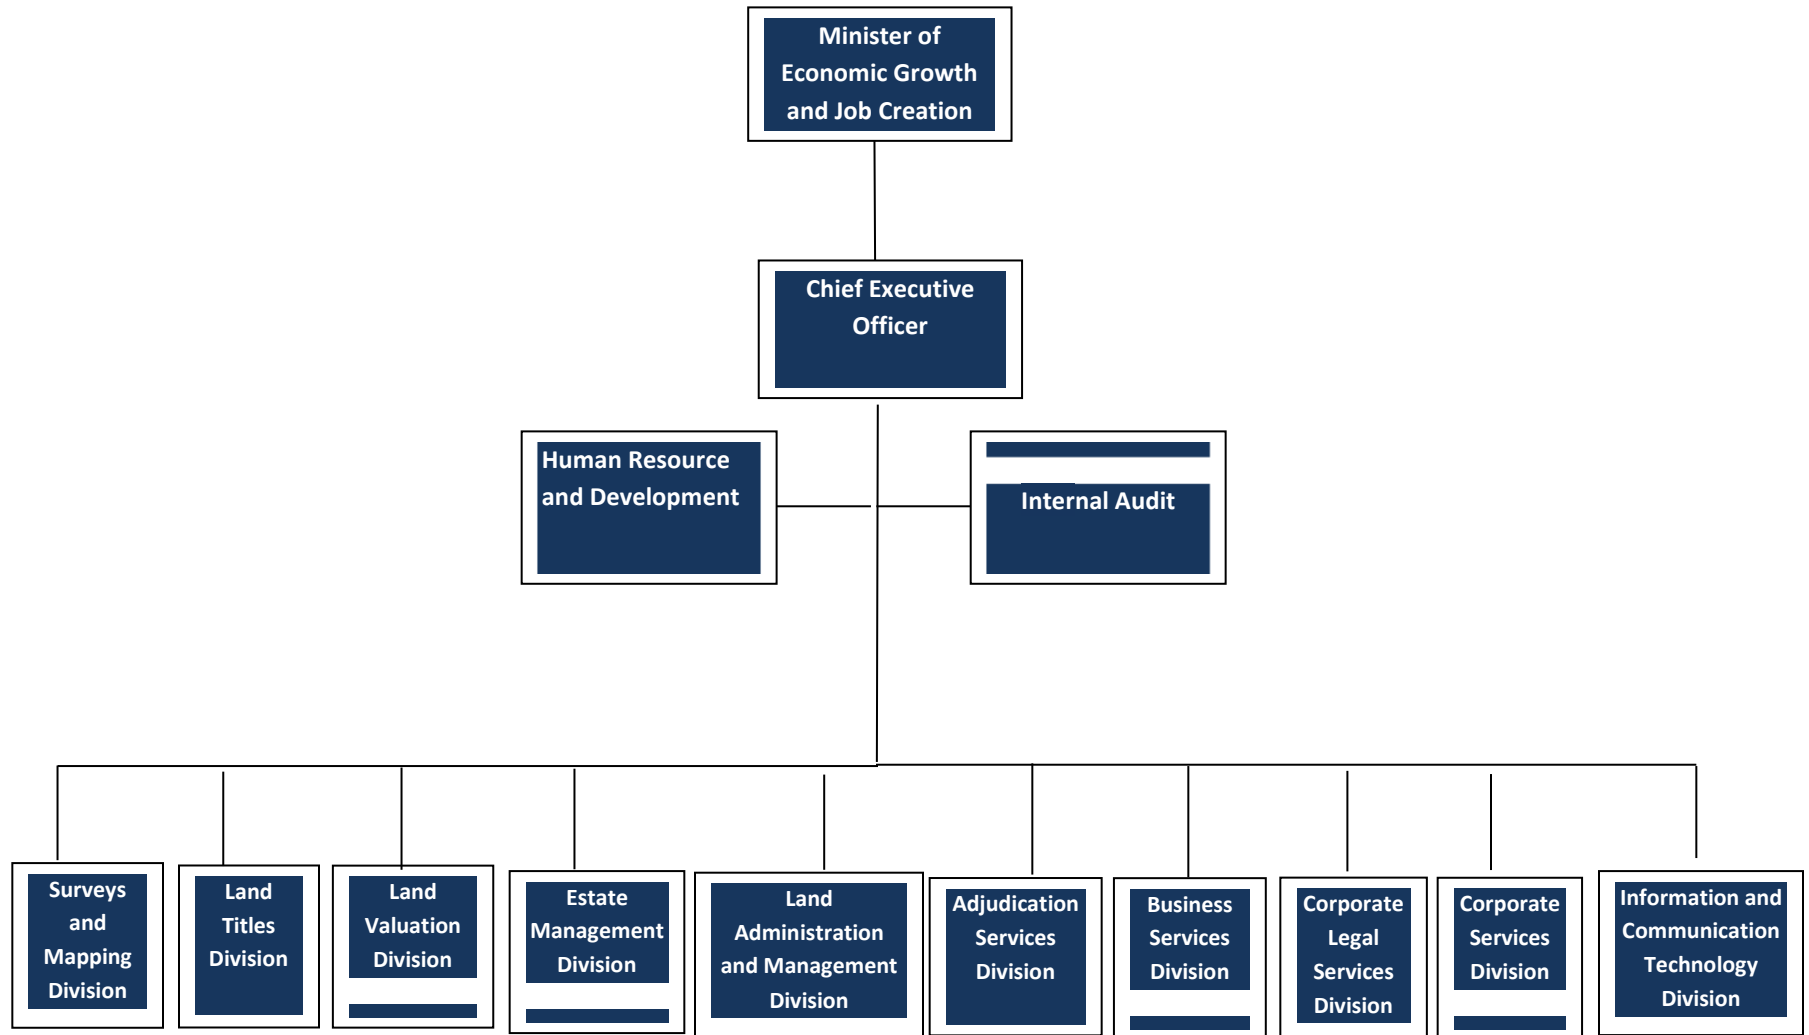 Minister of
Economic Growth
and Job Creation
Chief Executive
Officer
Human Resource
and Development
Internal Audit
Surveys
and
Mapping
Division
Land
Titles
Division
Land
Valuation
Division
Estate
Management
Division
Land
Administration
and Management
Division
Adjudication
Services
Division
Business
Services
Division
Corporate
Legal
Services
Division
Corporate
Services
Division
Information and
Communication
Technology
Division